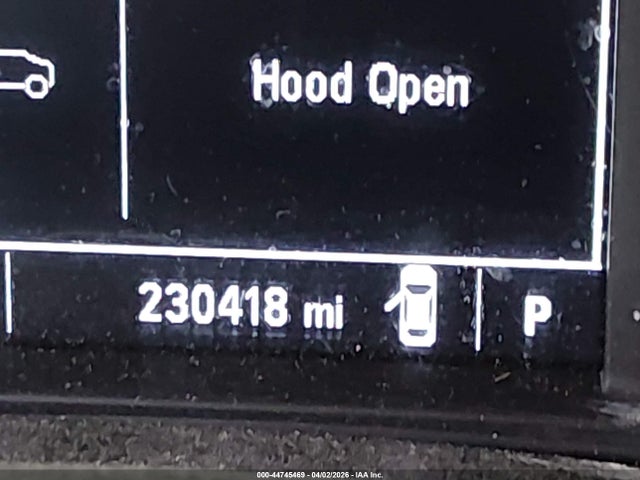 Hood Open
230418 mi
P
000-44745469 - 04/02/2026 - IAA Inc.